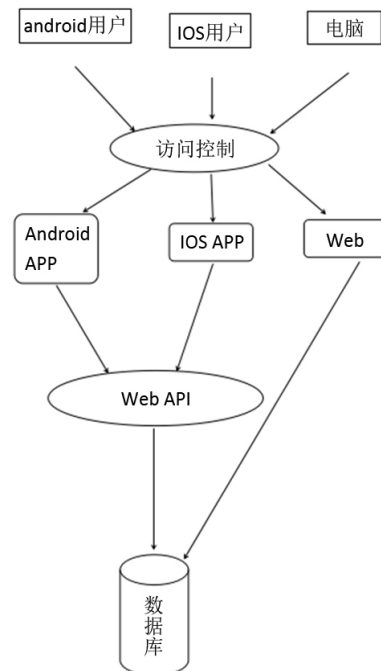 android用户
IOS用户
电脑
访问控制
Android
APP
IOS APP
Web
Web API
数
据
库